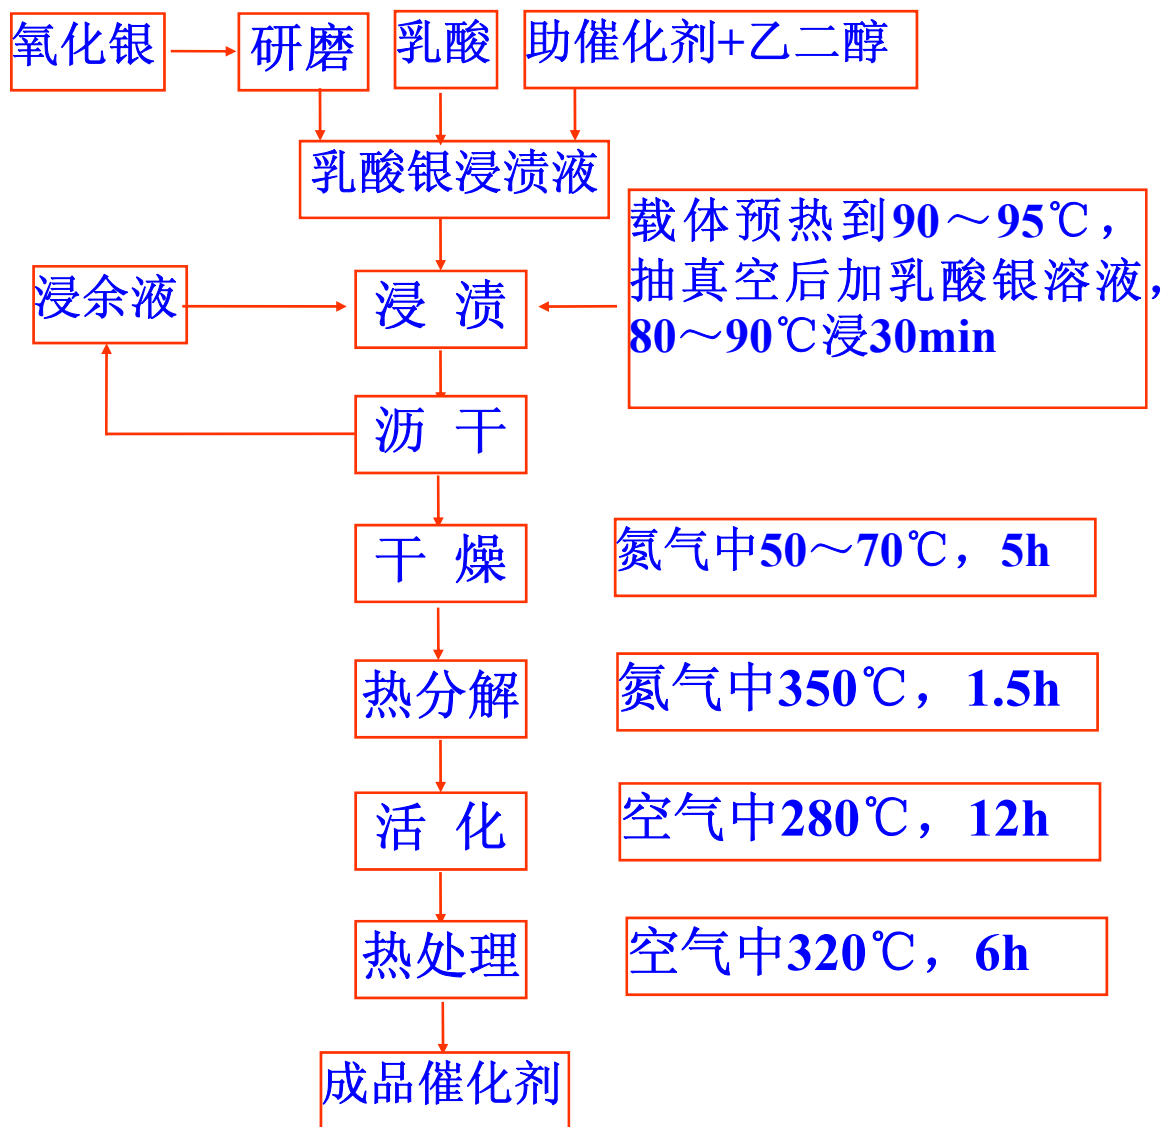 氧化银
研磨
乳酸
助催化剂+乙二醇
乳酸银浸渍液
载体预热到90～95℃，
抽真空后加乳酸银溶液，
80～90℃浸30min
浸余液
浸 渍
沥 干
干 燥
氮气中50～70℃，5h
热分解
氮气中350℃，1.5h
活 化
空气中280℃，12h
热处理
空气中320℃，6h
成品催化剂